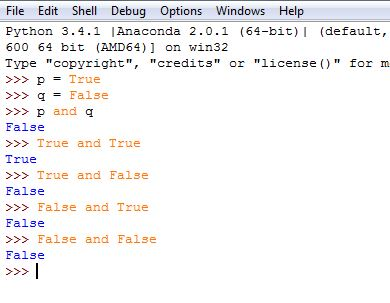 File Edit Shell Debug Options Windows Help
Python 3.4.1 |Anaconda 2.0.1 (64-bit)| (default,
600 64 bit (AMD64)] on win32
Type "copyright", "credits" or "license()" for m
>>> p = True
>>> q = False
>>> p and q
False
>>> True and True
True
>>> True and False
False
>>> False and True
False
>>> False and False
False
>>>